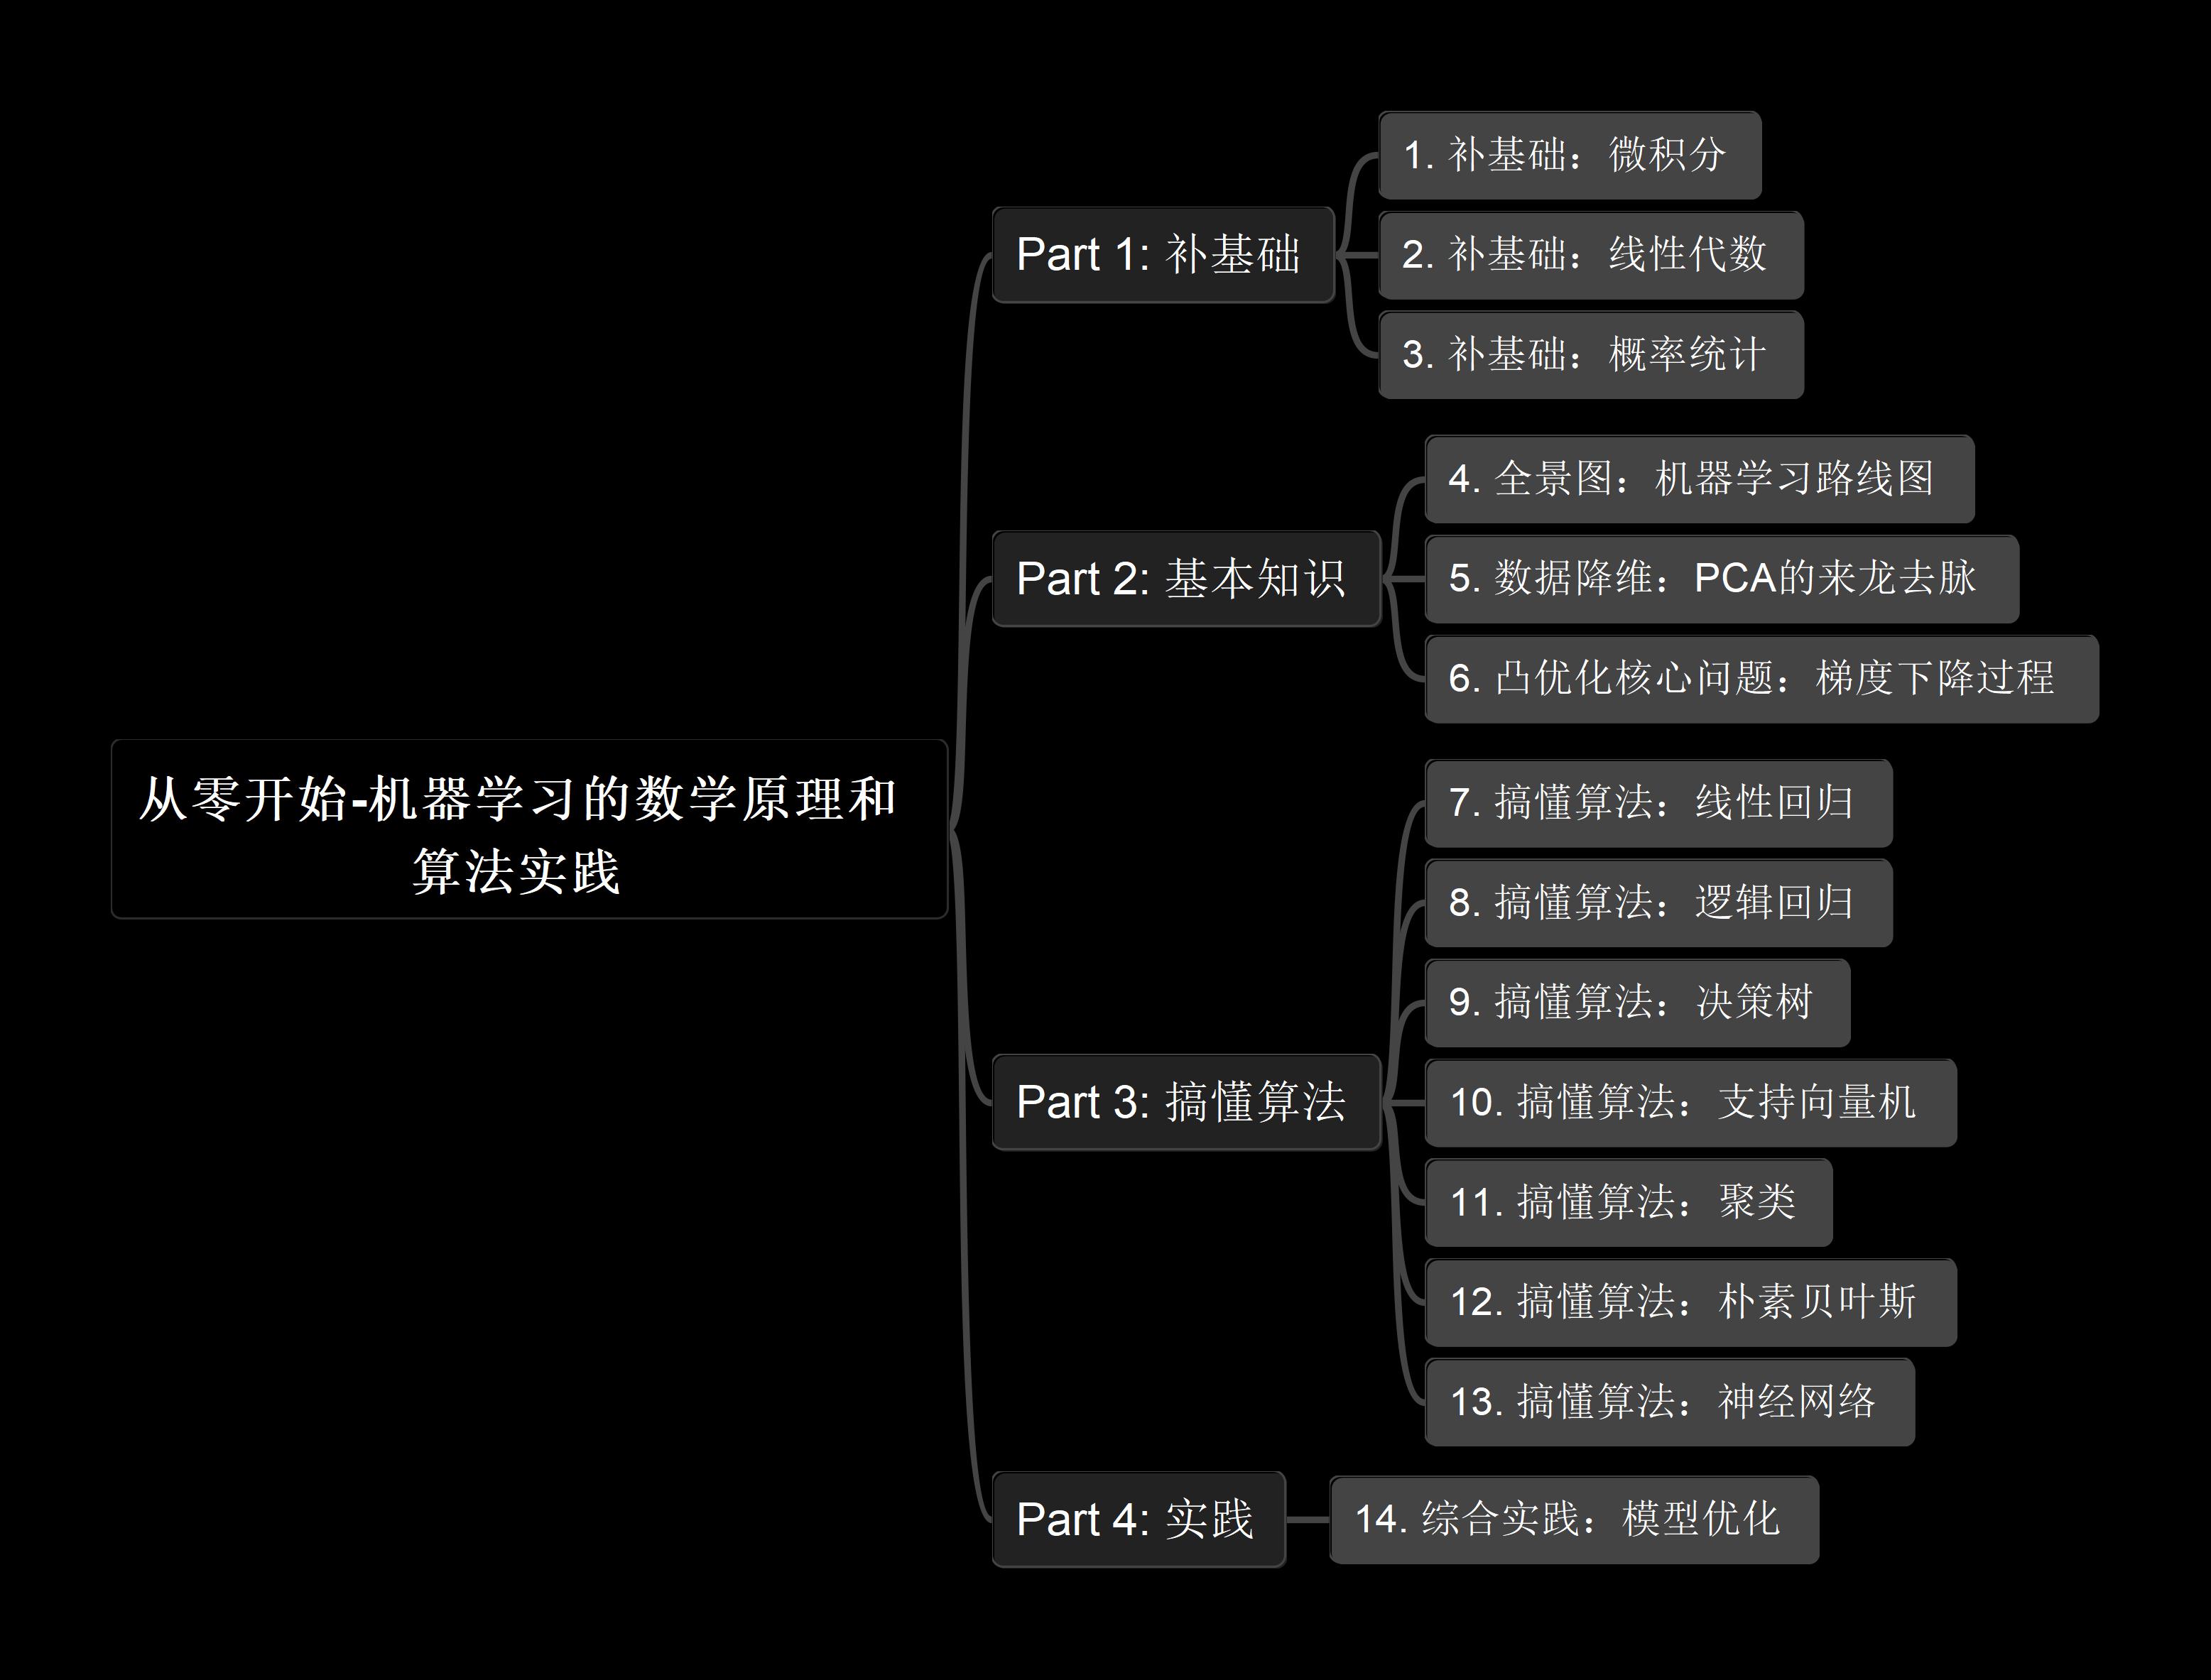 从零开始-机器学习的数学原理和
算法实践
Part 1: 补基础
1. 补基础：微积分
2. 补基础：线性代数
3. 补基础：概率统计
Part 2: 基本知识
4. 全景图：机器学习路线图
5. 数据降维：PCA的来龙去脉
6. 凸优化核心问题：梯度下降过程
Part 3: 搞懂算法
7. 搞懂算法：线性回归
8. 搞懂算法：逻辑回归
9. 搞懂算法：决策树
10. 搞懂算法：支持向量机
11. 搞懂算法：聚类
12. 搞懂算法：朴素贝叶斯
13. 搞懂算法：神经网络
Part 4: 实践
14. 综合实践：模型优化